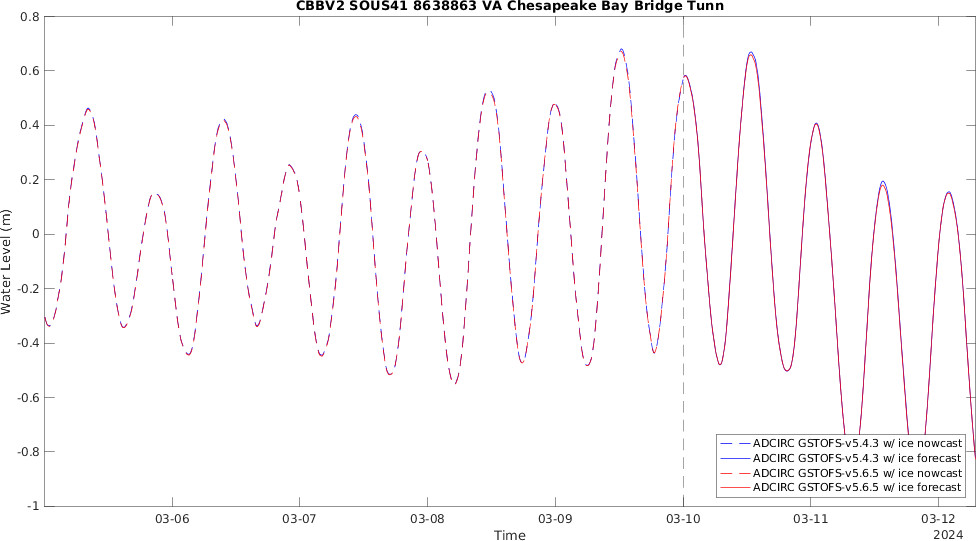 CBBV2 SOUS41 8638863 VA Chesapeake Bay Bridge Tunn
0.8
0.6
0.4
0.2
0
-0.2
-0.4
-0.6
-0.8
-1
Water Level (m)
ADCIRC GSTOFS-v5.4.3 w/ ice nowcast
ADCIRC GSTOFS-v5.4.3 w/ ice forecast
ADCIRC GSTOFS-v5.6.5 w/ ice nowcast
ADCIRC GSTOFS-v5.6.5 w/ ice forecast
03-06 03-07 03-08 03-09 03-10 03-11 03-12
Time
2024